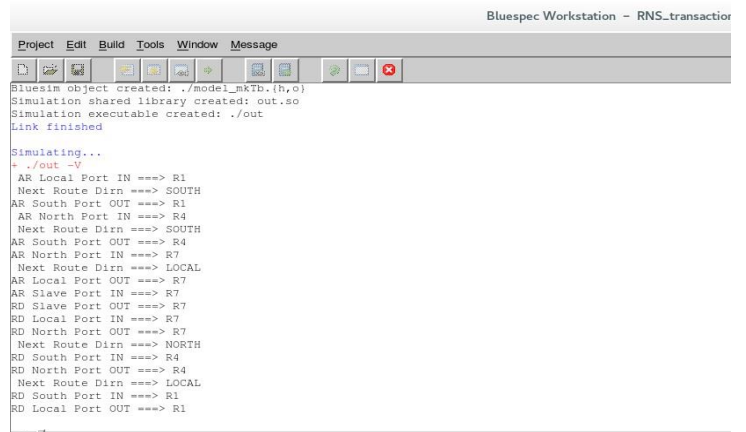 Bluespec Workstation – RNS_transaction
Project Edit Build Tools Window Message
Bluesim object created: ./model_mkTb.{h,o}
Simulation shared library created: out.so
Simulation executable created: ./out
Link finished
Simulating...
+ ./out -V
AR Local Port IN ===> R1
Next Route Dirn ===> SOUTH
AR South Port OUT ===> R1
AR North Port IN ===> R4
Next Route Dirn ===> SOUTH
AR South Port OUT ===> R4
AR North Port IN ===> R7
Next Route Dirn ===> LOCAL
AR Local Port OUT ===> R7
AR Slave Port IN ===> R7
RD Slave Port OUT ===> R7
RD Local Port IN ===> R7
RD North Port OUT ===> R7
Next Route Dirn ===> NORTH
RD South Port IN ===> R4
RD North Port OUT ===> R4
Next Route Dirn ===> LOCAL
RD South Port IN ===> R1
RD Local Port OUT ===> R1